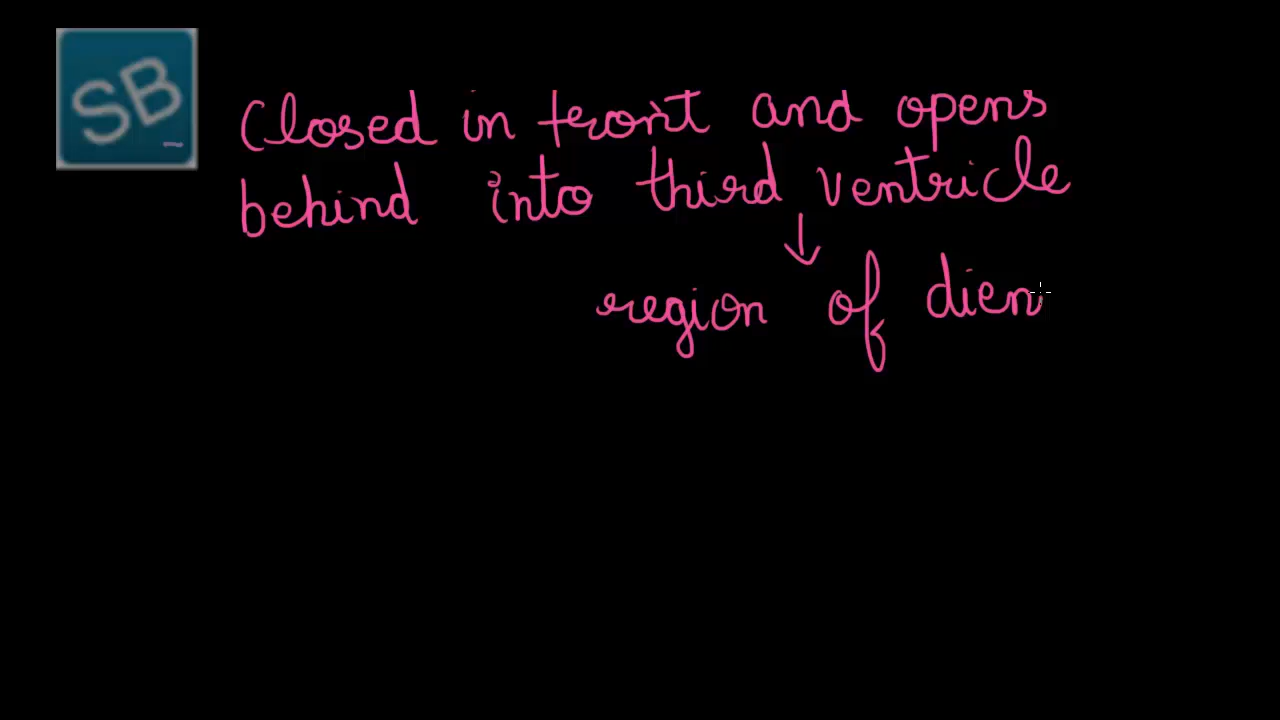 SB
Closed in front and opens
behind into third ventricle
region of dien